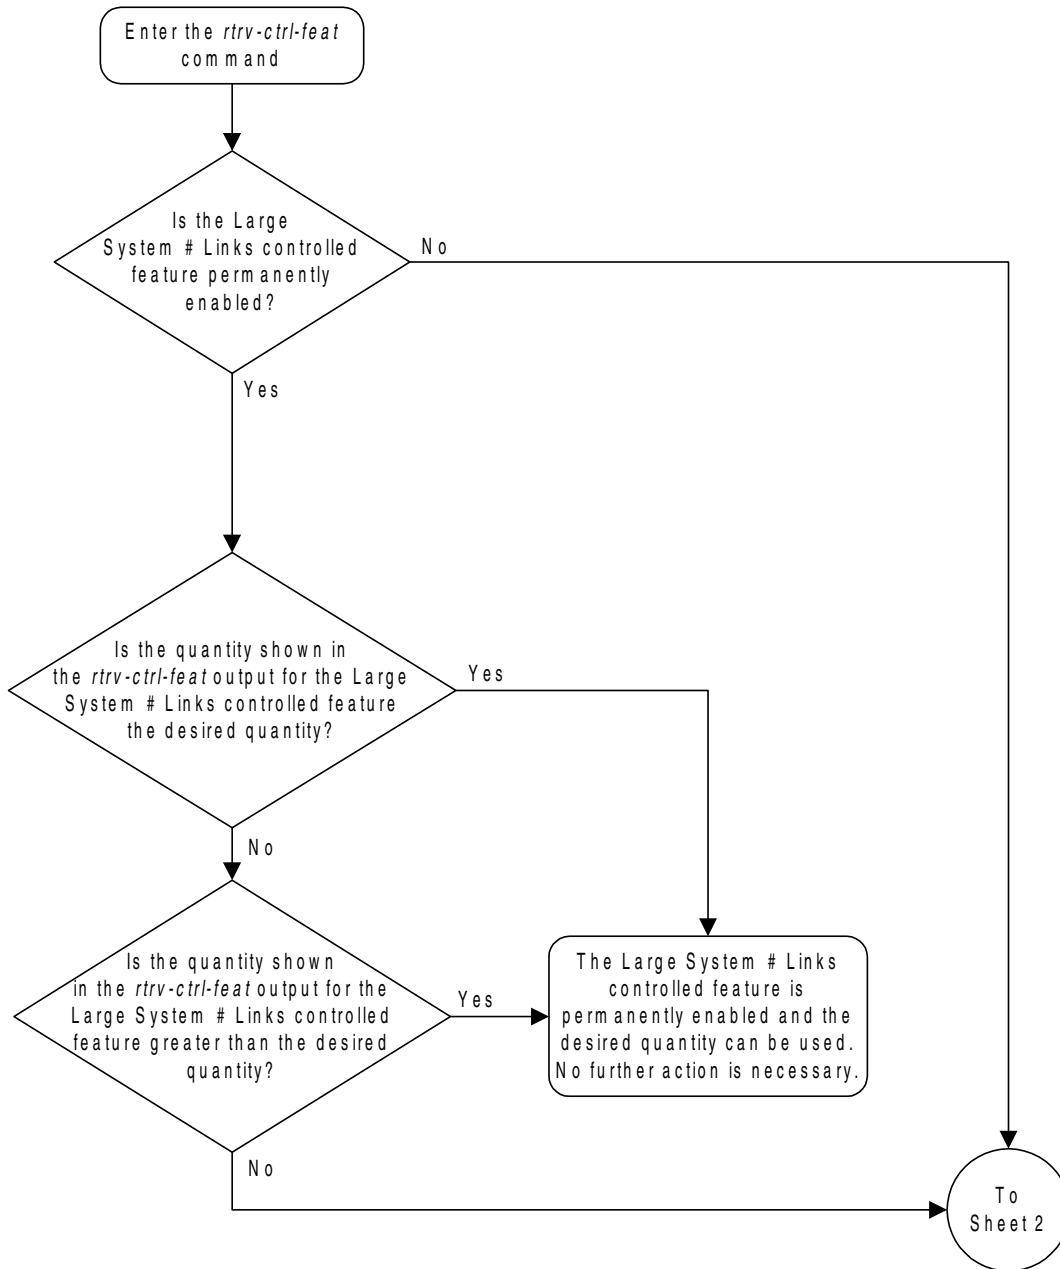 Enter the rtrv-ctrl-feat
command
Is the Large
System # Links controlled
feature permanently
enabled?
No
Yes
Is the quantity shown in
the rtrv-ctrl-feat output for the Large
System # Links controlled feature
the desired quantity?
Yes
No
Is the quantity shown
in the rtrv-ctrl-feat output for the
Large System # Links controlled
feature greater than the desired
quantity?
Yes
The Large System # Links
controlled feature is
permanently enabled and the
desired quantity can be used.
No further action is necessary.
No
To
Sheet 2